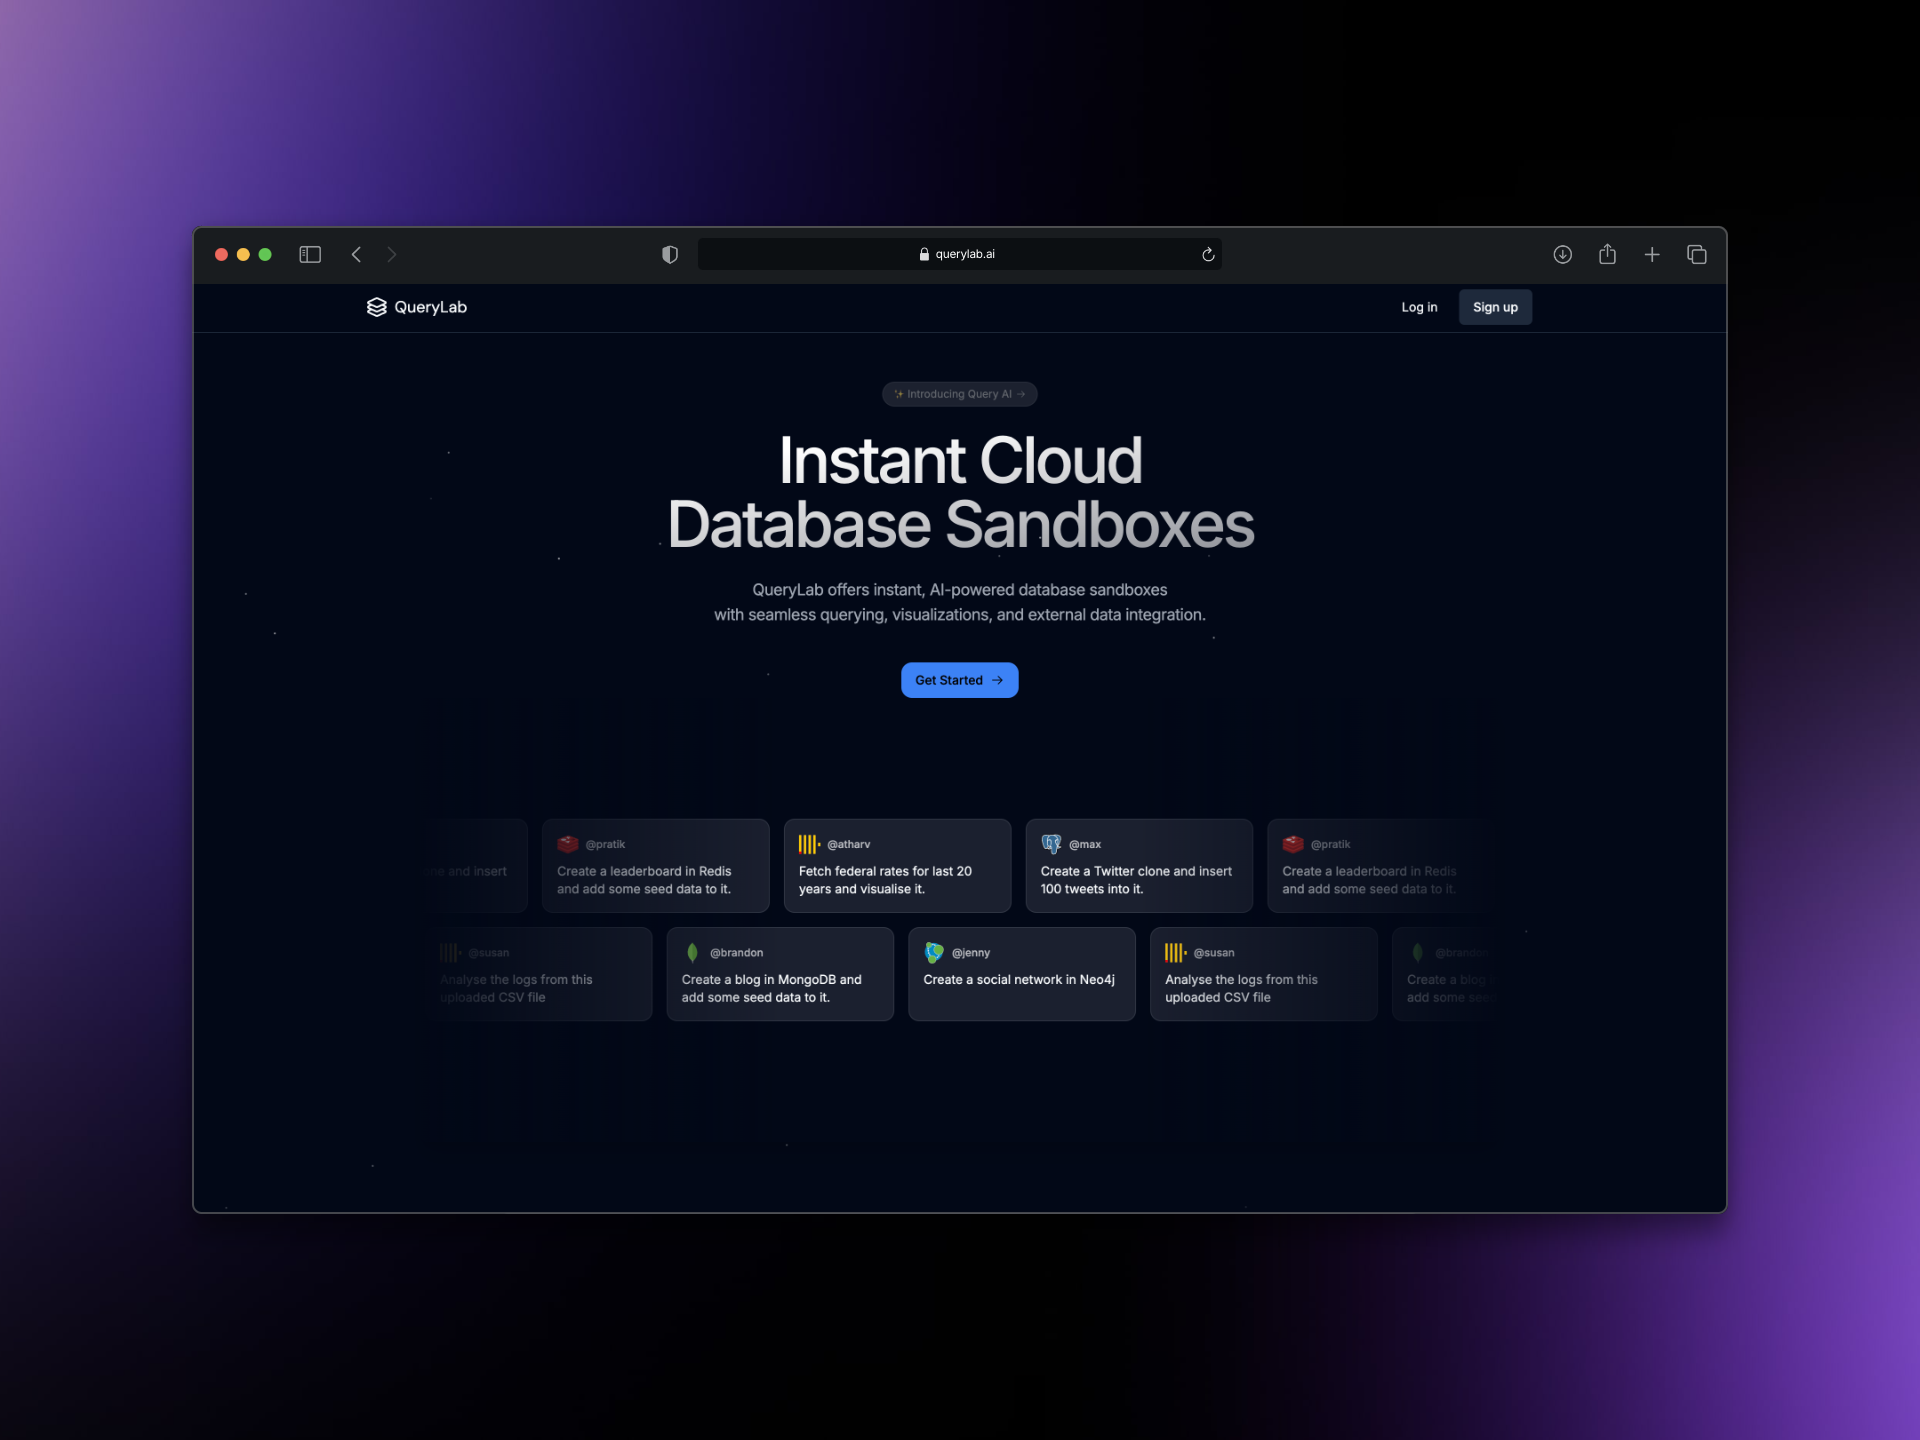 querylab.ai
QueryLab
Log in
Sign up
✨ Introducing Query AI →
Instant Cloud
Database Sandboxes
QueryLab offers instant, AI-powered database sandboxes
with seamless querying, visualizations, and external data integration.
Get Started →
and insert
@pratik
Create a leaderboard in Redis
and add some seed data to it.
@atharv
Fetch federal rates for last 20
years and visualise it.
@max
Create a Twitter clone and insert
100 tweets into it.
@pratik
Create a leaderboard in Redis
and add some seed data to it.
@susan
Analyse the logs from this
uploaded CSV file
@brandon
Create a blog in MongoDB and
add some seed data to it.
@jenny
Create a social network in Neo4j
@susan
Analyse the logs from this
uploaded CSV file
@brandon
Create a blog
add some seed